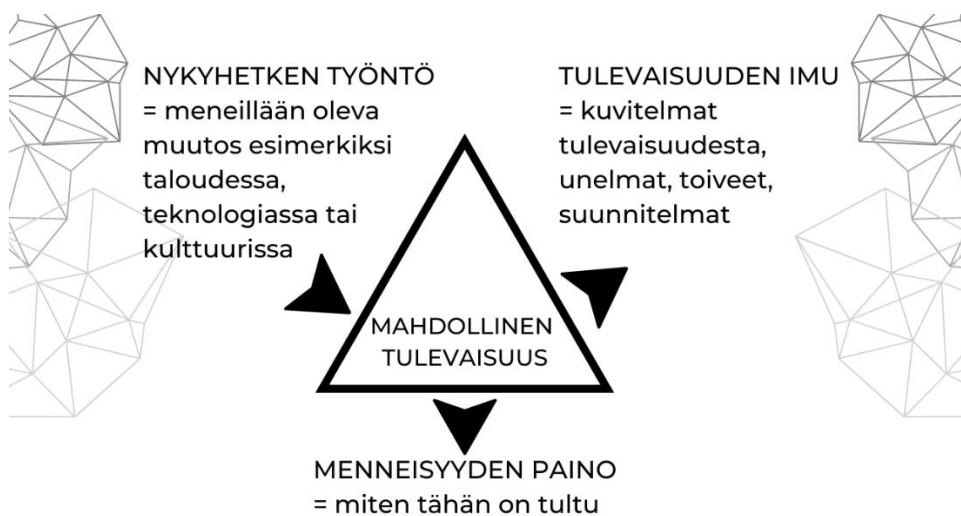 NYKYHETKEN TYÖNTÖ
= meneillään oleva
muutos esimerkiksi
taloudessa,
teknologiassa tai
kulttuurissa
TULEVAISUUDEN IMU
= kuvitelmat
tulevaisuudesta,
unelmat, toiveet,
suunnitelmat
MAHDOLLINEN
TULEVAISUUS
MENNEISYYDEN PAINO
= miten tähän on tultu